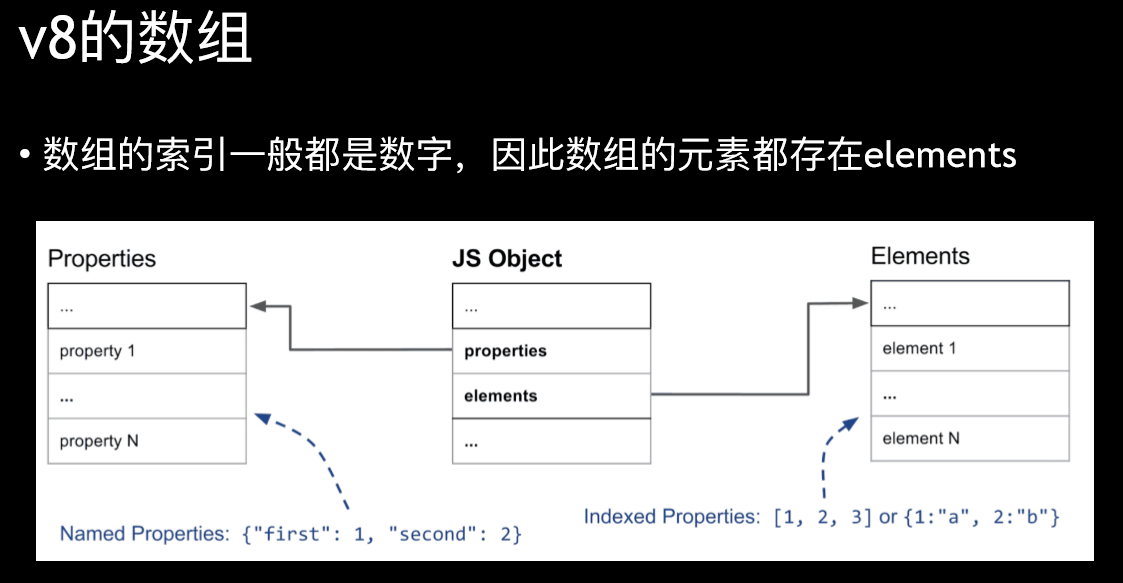 v8的数组
• 数组的索引一般都是数字，因此数组的元素都存在elements
Properties
...
property 1
...
property N
JS Object
...
properties
elements
...
Elements
...
element 1
...
element N
Named Properties: {"first": 1, "second": 2}
Indexed Properties: [1, 2, 3] or {1:"a", 2:"b"}